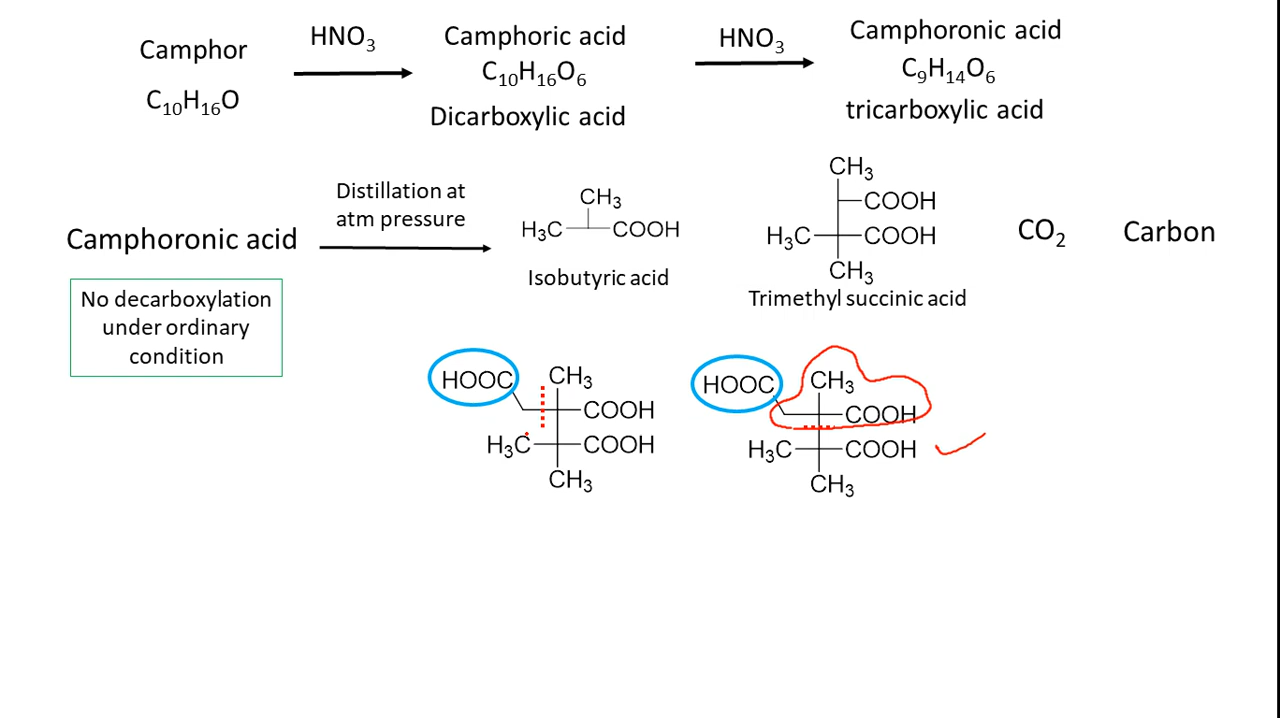 Camphor
C₁₀H₁₆O
HNO₃
Camphoric acid
C₁₀H₁₆O₆
Dicarboxylic acid
HNO₃
Camphoronic acid
C₉H₁₄O₆
tricarboxylic acid
Camphoronic acid
No decarboxylation
under ordinary
condition
Distillation at
atm pressure
CH₃
H₃C COOH
Isobutyric acid
CH₃
COOH
H₃C COOH
CH₃
Trimethyl succinic acid
CO₂
Carbon
HOOC CH₃
COOH
H₃C COOH
CH₃
HOOC CH₃
COOH
H₃C COOH
CH₃